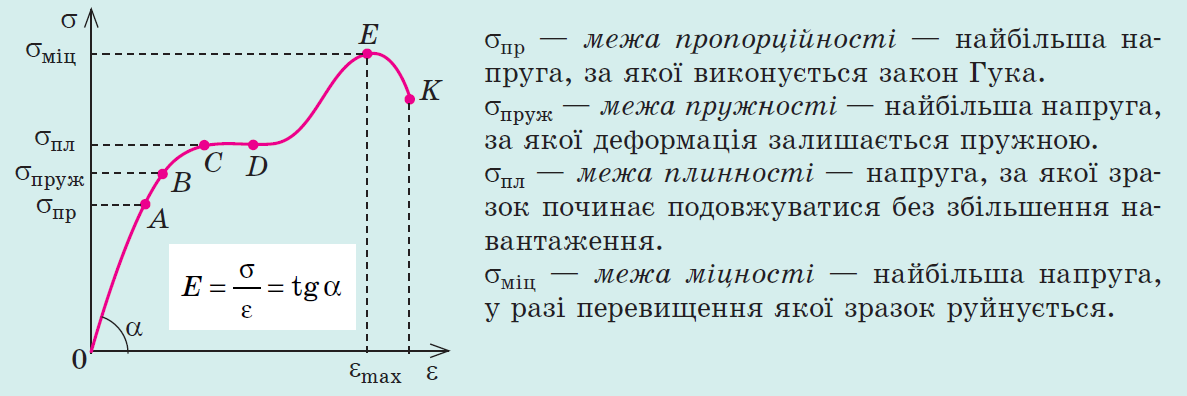 σ
σміц
E
K
σпл
C
D
σпруж
B
σпр
A
E = σ/ε = tg α
α
0
εmax
ε
σпр — межа пропорційності — найбільша на-
пруга, за якої виконується закон Гука.
σпруж — межа пружності — найбільша напруга,
за якої деформація залишається пружною.
σпл — межа плинності — напруга, за якої зра-
зок починає подовжуватися без збільшення на-
вантаження.
σміц — межа міцності — найбільша напруга,
у разі перевищення якої зразок руйнується.